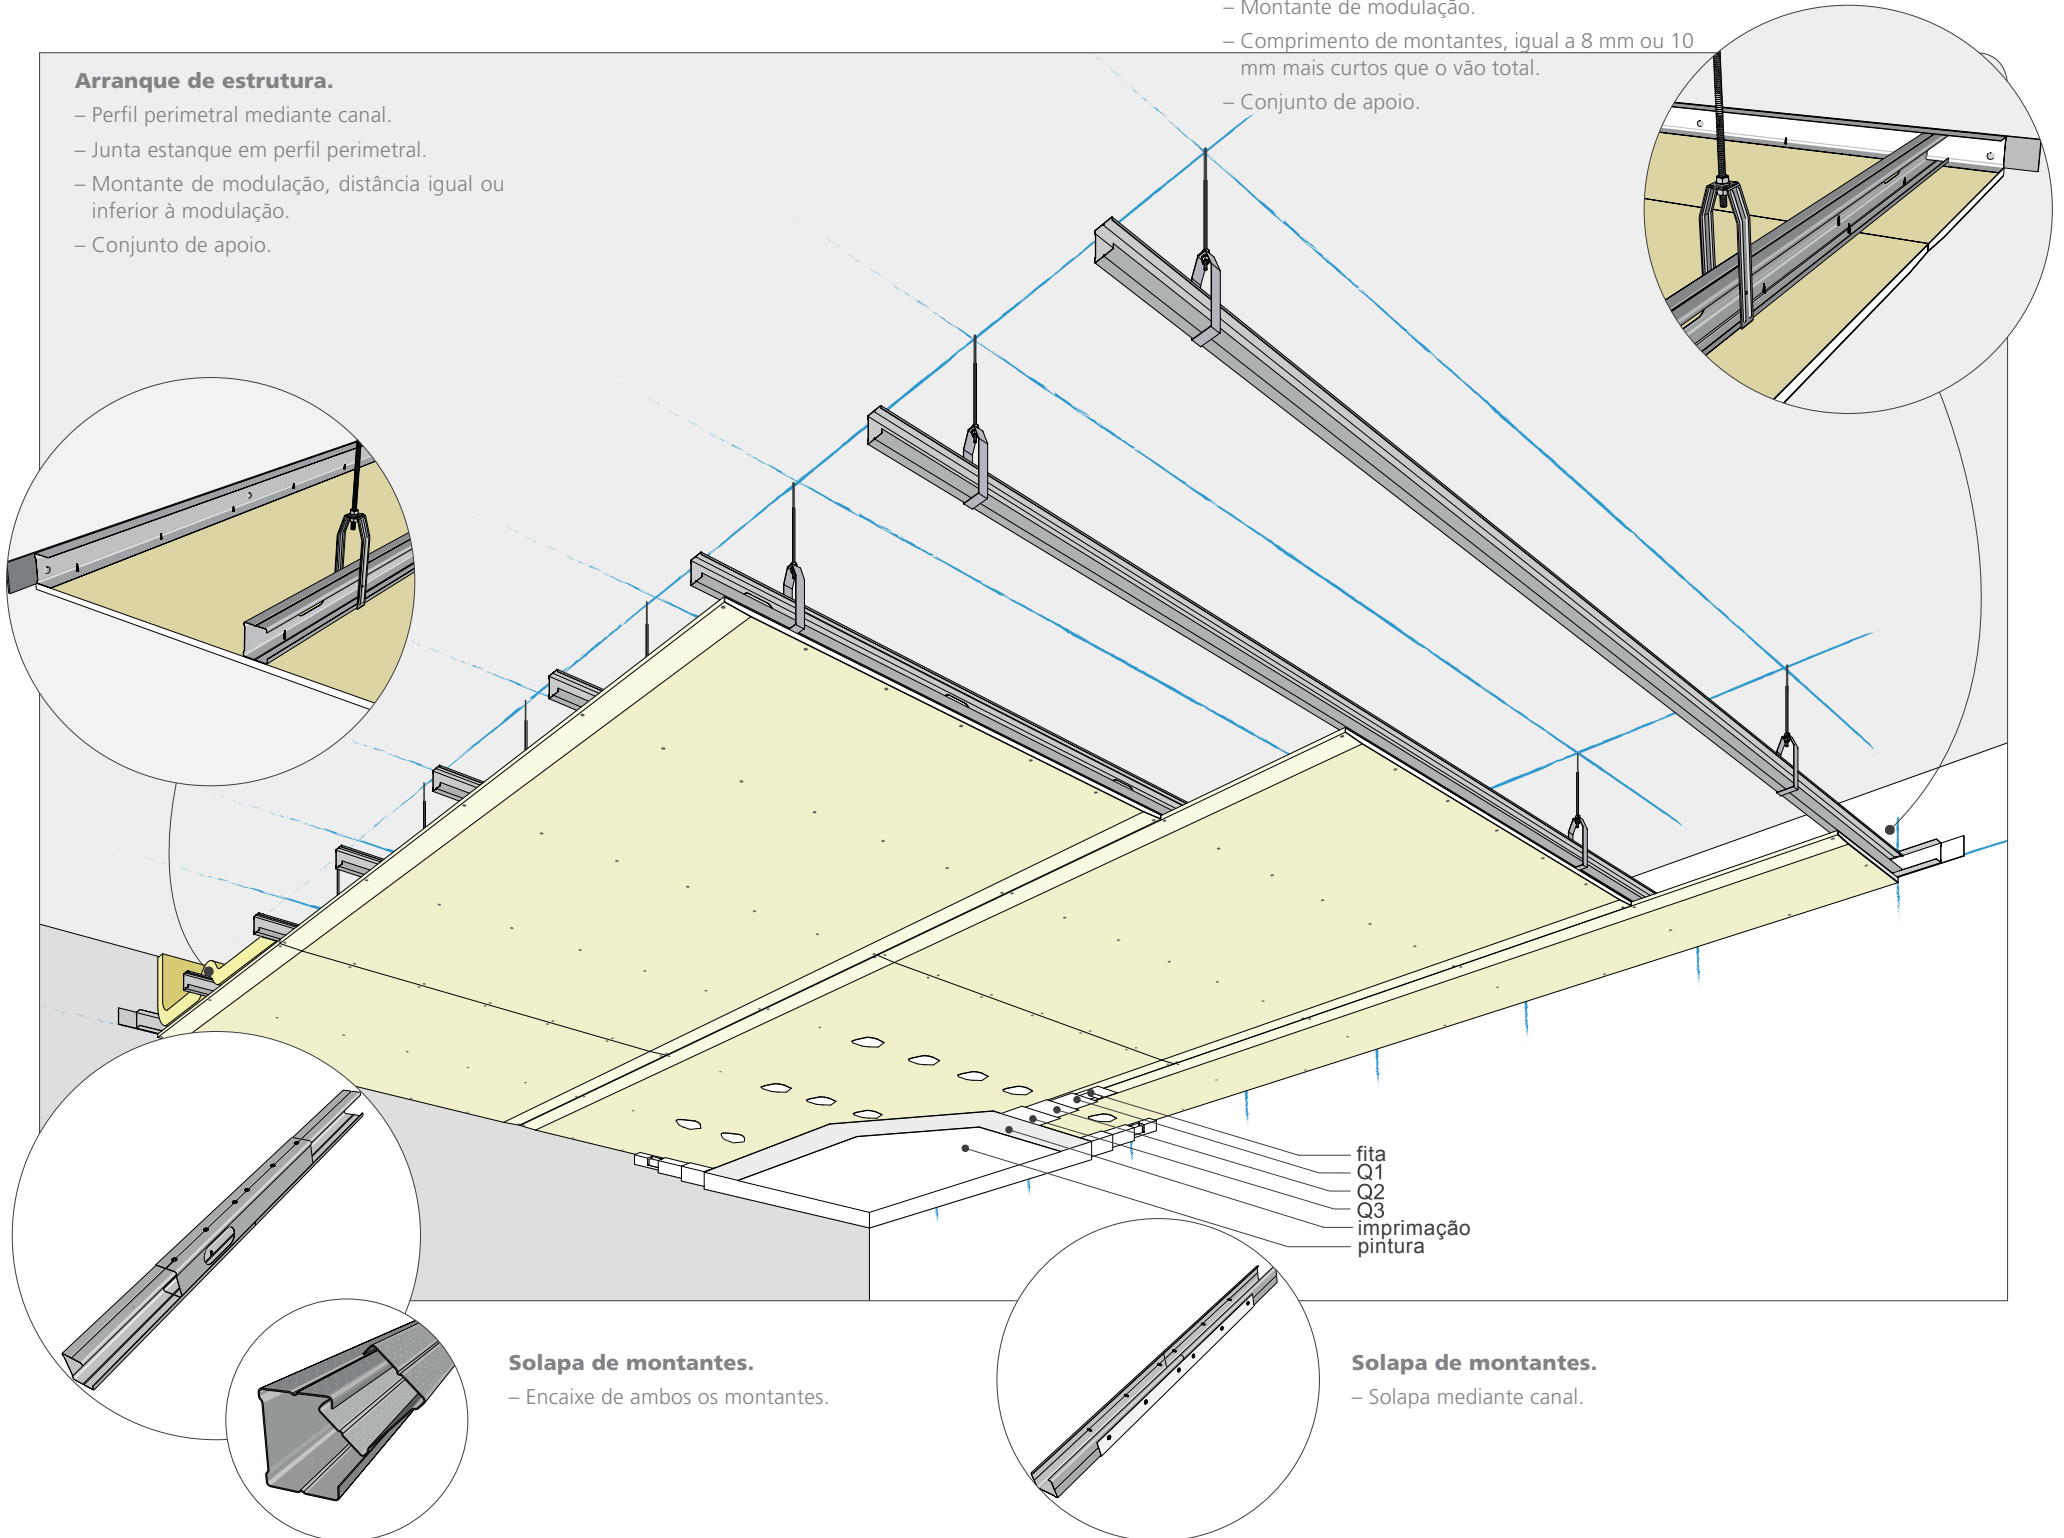 Arranque de estrutura.
– Perfil perimetral mediante canal.
– Junta estanque em perfil perimetral.
– Montante de modulação, distância igual ou
inferior à modulação.
– Conjunto de apoio.
– Montante de modulação.
– Comprimento de montantes, igual a 8 mm ou 10
mm mais curtos que o vão total.
– Conjunto de apoio.
fita
Q1
Q2
Q3
imprimação
pintura
Solapa de montantes.
– Encaixe de ambos os montantes.
Solapa de montantes.
– Solapa mediante canal.